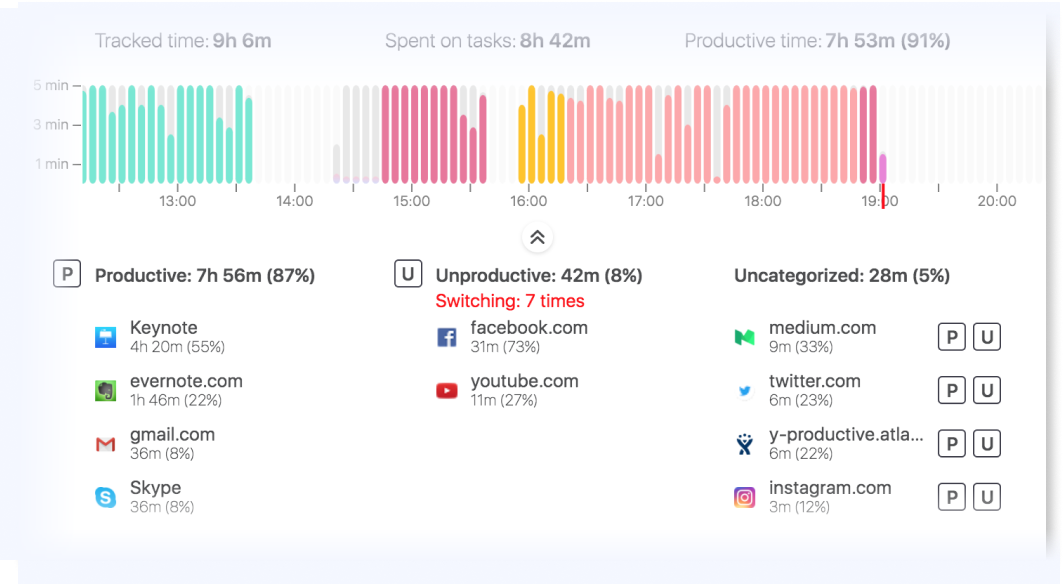 Tracked time: 9h 6m Spent on tasks: 8h 42m Productive time: 7h 53m (91%)
5 min
3 min
1 min
13:00 14:00 15:00 16:00 17:00 18:00 19:00 20:00
P Productive: 7h 56m (87%) U Unproductive: 42m (8%) Uncategorized: 28m (5%)
Switching: 7 times
Keynote facebook.com medium.com P U
4h 20m (55%) 31m (73%) 9m (33%)
evernote.com youtube.com twitter.com P U
1h 46m (22%) 11m (27%) 6m (23%)
gmail.com y-productive.atla... P U
36m (8%) 6m (22%)
Skype instagram.com P U
36m (8%) 3m (12%)